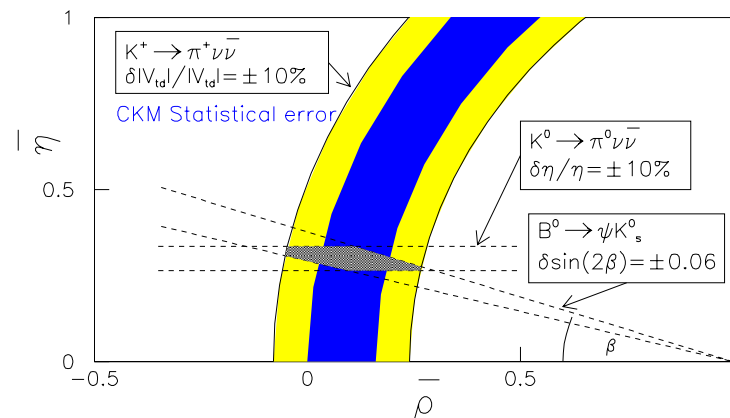 1
K⁺ → π⁺νν̅
δ|V_td|/|V_td|= ± 10%
CKM Statistical error
η̅
K⁰ → π⁰νν̅
δη/η= ± 10%
0.5
B⁰ → ψK⁰_s
δsin(2β)= ± 0.06
β
0
−0.5
0
0.5
ρ̅